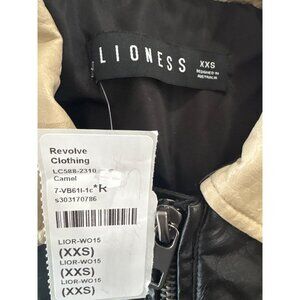 LIONESS
XXS
DESIGNED IN
AUSTRALIA
Revolve
Clothing
LC588-2310
Camel
7-VB61I-1c*R
s303170786
LIOR-WO15
(XXS)
LIOR-WO15
(XXS)
LIOR-WO15
(XXS)